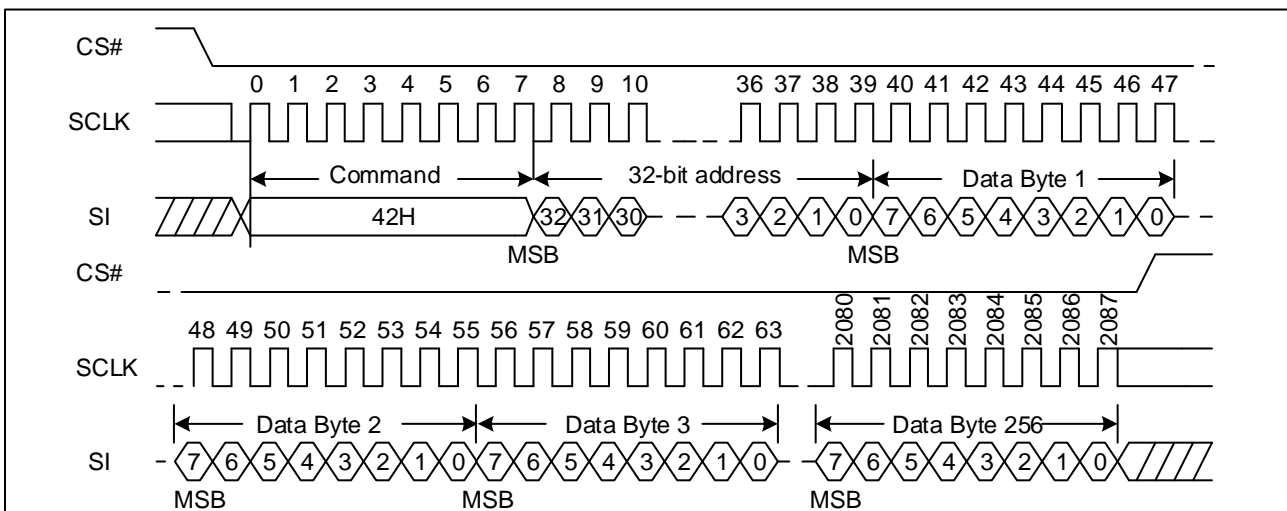 CS#
0 1 2 3 4 5 6 7 8 9 10 36 37 38 39 40 41 42 43 44 45 46 47
SCLK
Command 32-bit address Data Byte 1
SI 42H 32 31 30 3 2 1 0 7 6 5 4 3 2 1 0
MSB MSB
CS#
48 49 50 51 52 53 54 55 56 57 58 59 60 61 62 63 2080 2081 2082 2083 2084 2085 2086 2087
SCLK
Data Byte 2 Data Byte 3 Data Byte 256
SI 7 6 5 4 3 2 1 0 7 6 5 4 3 2 1 0 7 6 5 4 3 2 1 0
MSB MSB MSB